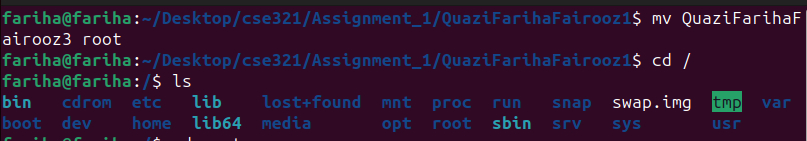 fariha@fariha:~/Desktop/cse321/Assignment_1/QuaziFarihaFairooz1$ mv QuaziFarihaF
airooz3 root
fariha@fariha:~/Desktop/cse321/Assignment_1/QuaziFarihaFairooz1$ cd /
fariha@fariha:/$ ls
bin cdrom etc lib lost+found mnt proc run snap swap.img tmp var
boot dev home lib64 media opt root sbin srv sys usr